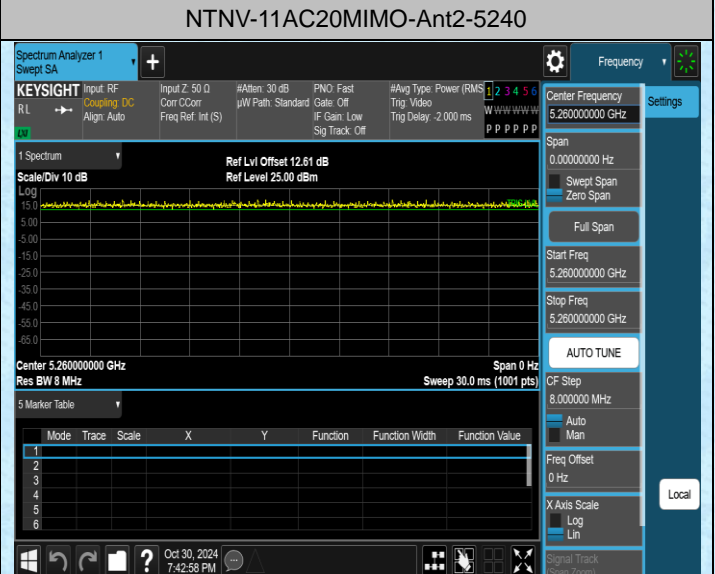 NTNV-11AC20MIMO-Ant2-5240
Spectrum Analyzer 1
Swept SA
Frequency
KEYSIGHT
RL
LXI
Input: RF
Coupling: DC
Align: Auto
Input Z: 50 Ω
Corr CCorr
Freq Ref: Int (S)
#Atten: 30 dB
µW Path: Standard
PNO: Fast
Gate: Off
IF Gain: Low
Sig Track: Off
#Avg Type: Power (RMS
Trig: Video
Trig Delay: -2.000 ms
1 2 3 4 5 6
W W W W W W
P P P P P P
Center Frequency
5.260000000 GHz
Settings
Span
0.00000000 Hz
Swept Span
Zero Span
Full Span
Start Freq
5.260000000 GHz
Stop Freq
5.260000000 GHz
AUTO TUNE
CF Step
8.000000 MHz
Auto
Man
Freq Offset
0 Hz
X Axis Scale
Log
Lin
Signal Track
(Span Zoom)
Local
1 Spectrum
Scale/Div 10 dB
Ref Lvl Offset 12.61 dB
Ref Level 25.00 dBm
Log
15.0
5.00
-5.00
-15.0
-25.0
-35.0
-45.0
-55.0
-65.0
Center 5.260000000 GHz
Res BW 8 MHz
Span 0 Hz
Sweep 30.0 ms (1001 pts)
5 Marker Table
Mode Trace Scale X Y Function Function Width Function Value
1
2
3
4
5
6
?
Oct 30, 2024
7:42:58 PM